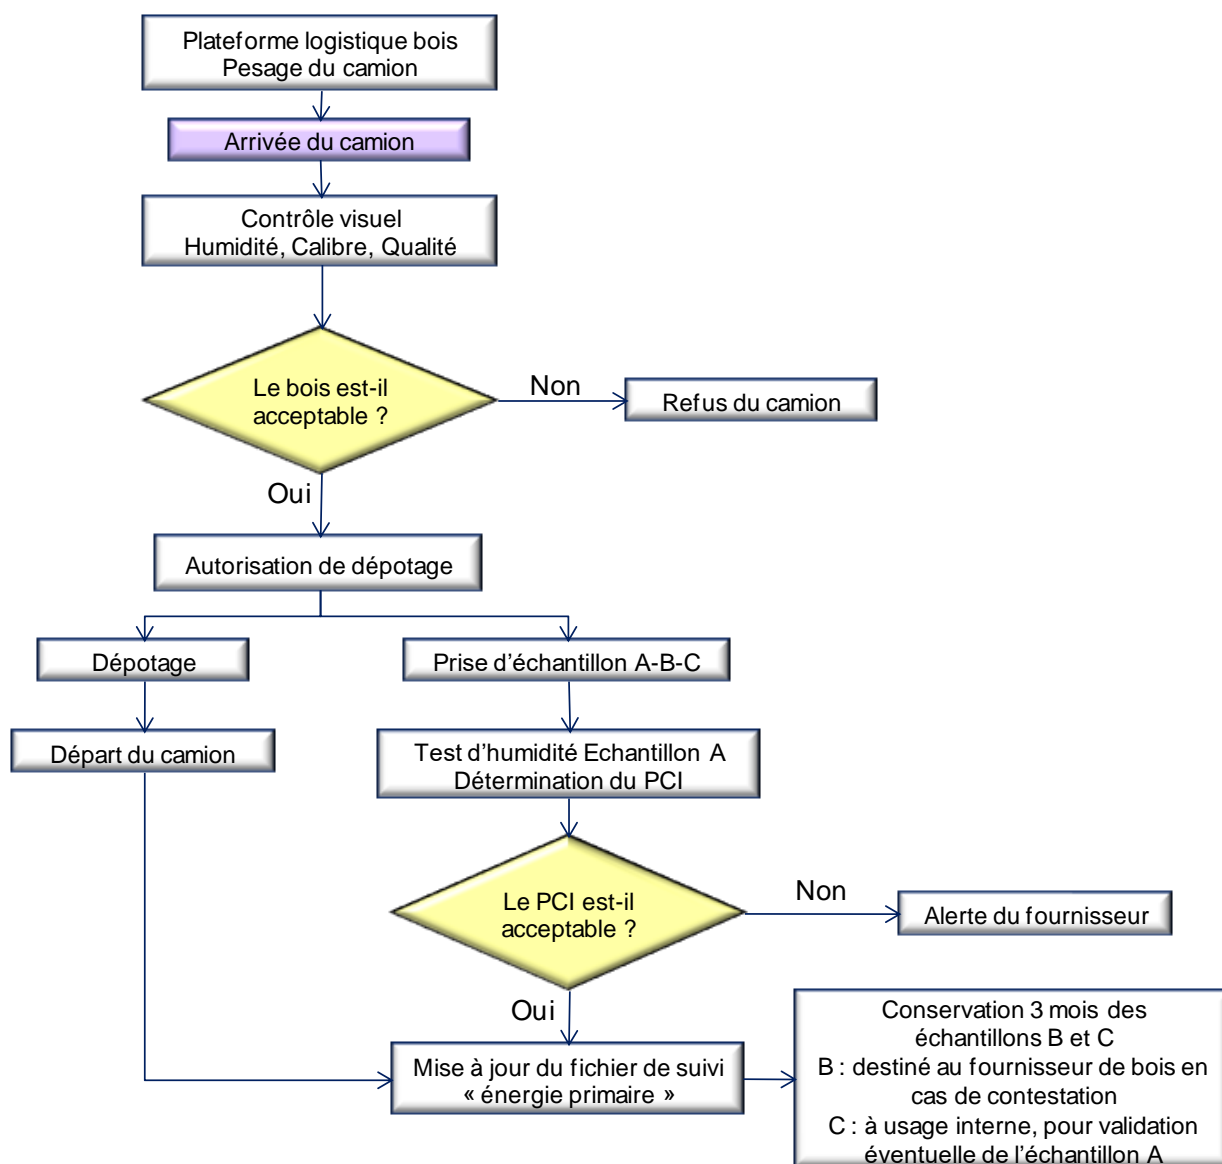 Plateforme logistique bois
Pesage du camion
Arrivée du camion
Contrôle visuel
Humidité, Calibre, Qualité
Le bois est-il
acceptable ?
Non
Refus du camion
Oui
Autorisation de dépotage
Dépotage
Prise d'échantillon A-B-C
Départ du camion
Test d'humidité Echantillon A
Détermination du PCI
Le PCI est-il
acceptable ?
Non
Alerte du fournisseur
Oui
Mise à jour du fichier de suivi
« énergie primaire »
Conservation 3 mois des
échantillons B et C
B : destiné au fournisseur de bois en
cas de contestation
C : à usage interne, pour validation
éventuelle de l'échantillon A